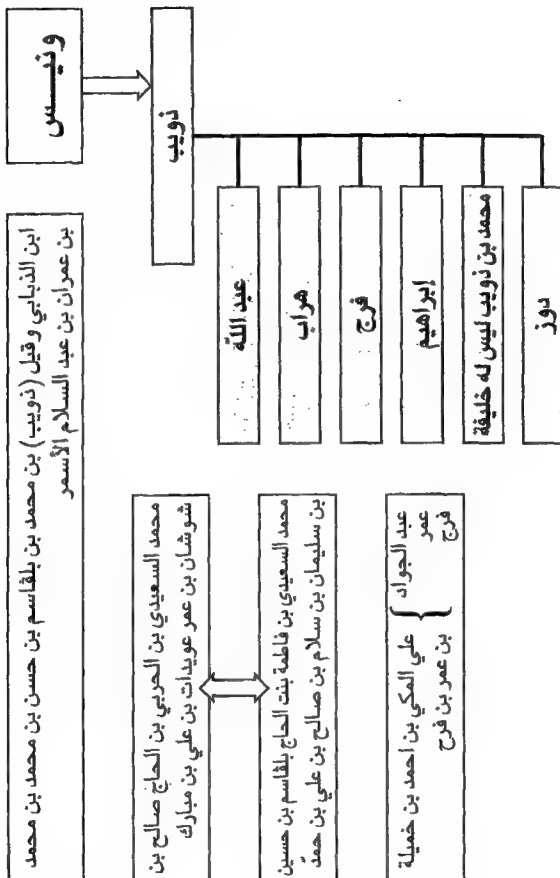 ونيس
ابن الذبابي وقيل (ذويب) بن محمد بن بلقاسم بن حسن بن محمد بن محمد
بن عمران بن عبد السلام الأسمر
ذويب
عبد الله
هراب
فرج
إبراهيم
محمد بن ذويب ليس له خليفة
دوز
محمد السعيدي بن الحربي بن الحاج صالح بن
شوشان بن عمر عويدات بن علي بن مبارك
محمد السعيدي بن فاطمة بنت الحاج بلقاسم بن حسين
بن سليمان بن سلام بن صالح بن علي بن حمد
عبد الجواد
علي المكي بن احمد بن خميلة { عمر
بن عمر بن فرح
فرج